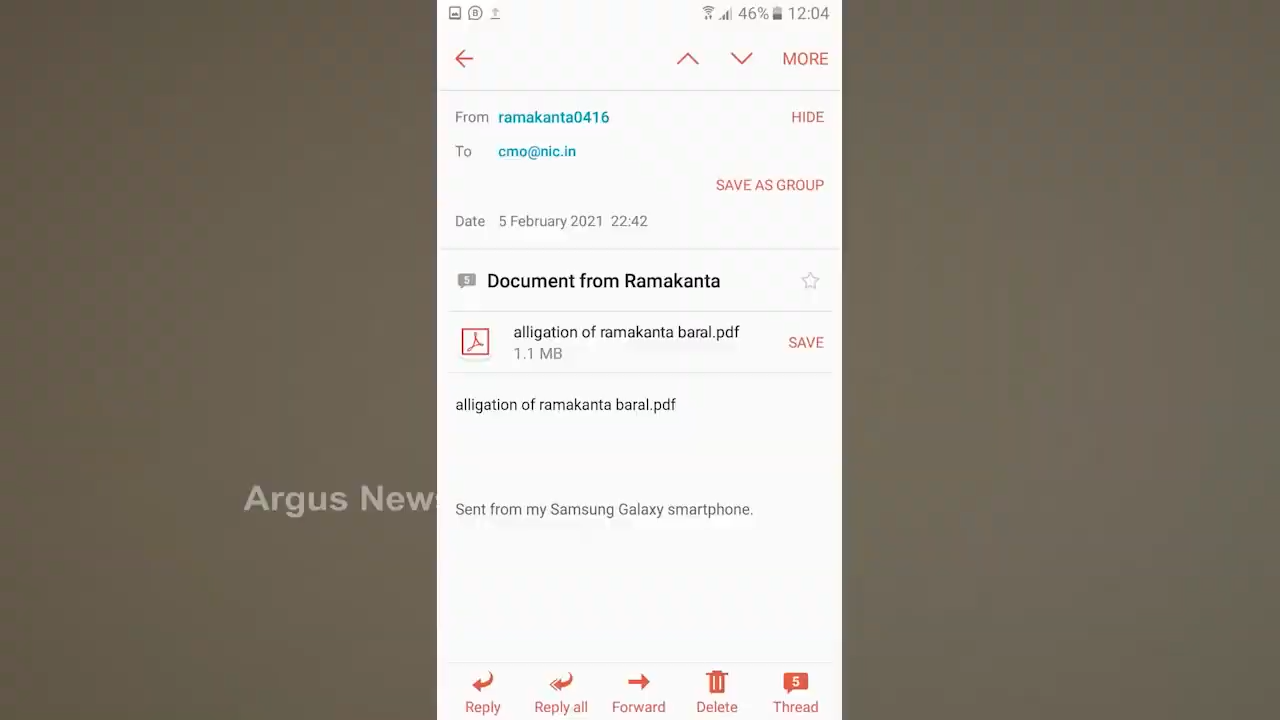 46% 12:04
MORE
From ramakanta0416 HIDE
To cmo@nic.in
SAVE AS GROUP
Date 5 February 2021 22:42
5 Document from Ramakanta
alligation of ramakanta baral.pdf
1.1 MB
SAVE
alligation of ramakanta baral.pdf
Argus News
Sent from my Samsung Galaxy smartphone.
5
Reply Reply all Forward Delete Thread